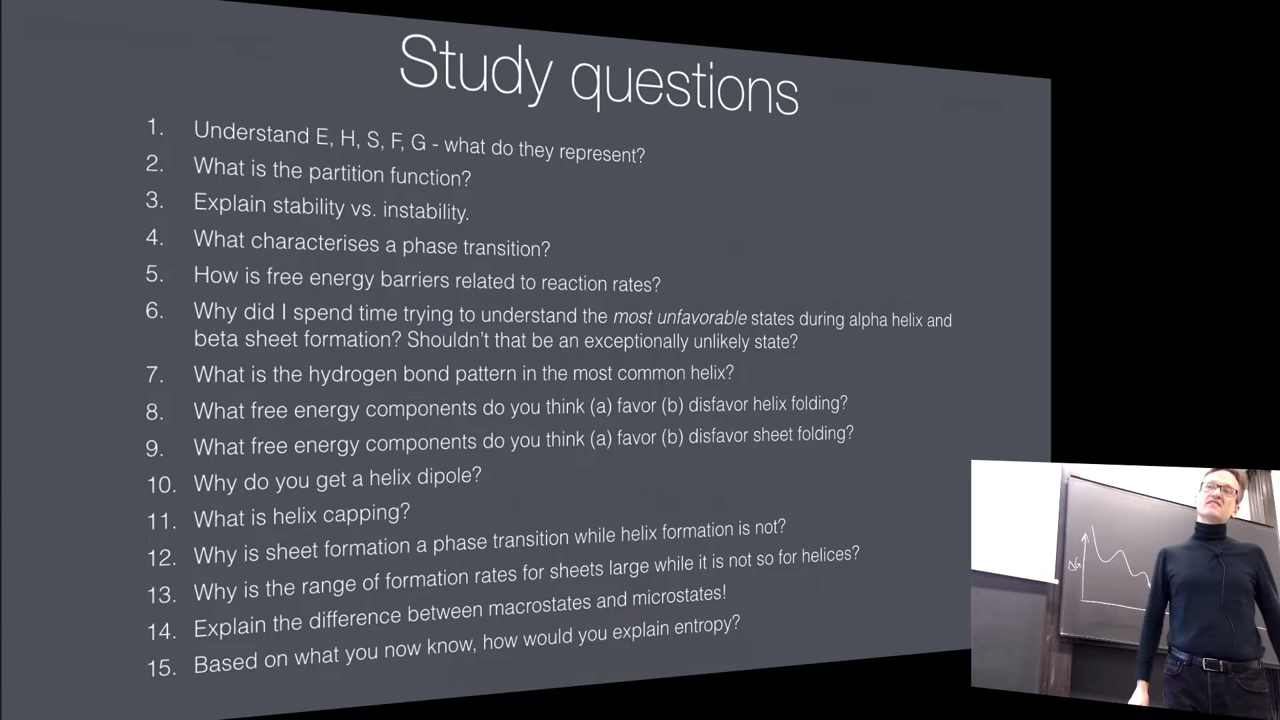 Study questions
1. Understand E, H, S, F, G - what do they represent?
2. What is the partition function?
3. Explain stability vs. instability.
4. What characterises a phase transition?
5. How is free energy barriers related to reaction rates?
6. Why did I spend time trying to understand the most unfavorable states during alpha helix and
beta sheet formation? Shouldn't that be an exceptionally unlikely state?
7. What is the hydrogen bond pattern in the most common helix?
8. What free energy components do you think (a) favor (b) disfavor helix folding?
9. What free energy components do you think (a) favor (b) disfavor sheet folding?
10. Why do you get a helix dipole?
11. What is helix capping?
12. Why is sheet formation a phase transition while helix formation is not?
13. Why is the range of formation rates for sheets large while it is not so for helices?
14. Explain the difference between macrostates and microstates!
15. Based on what you now know, how would you explain entropy?
ΔG